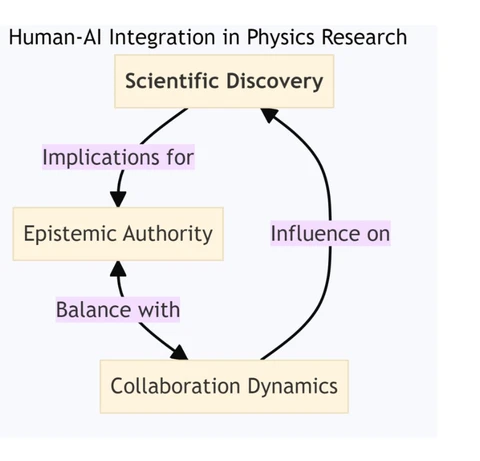 Human-AI Integration in Physics Research
Scientific Discovery
Implications for
Epistemic Authority
Influence on
Balance with
Collaboration Dynamics